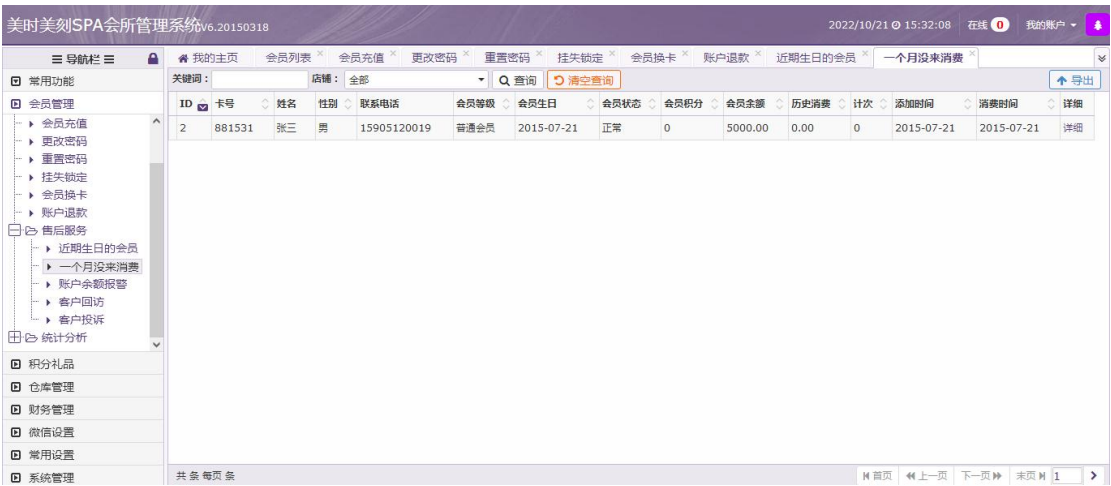 美时美刻SPA会所管理系统V6.20150318 2022/10/21 15:32:08 在线 0 我的账户
三 导航栏 三 我的主页 会员列表 × 会员充值 × 更改密码 × 重置密码 × 挂失锁定 × 会员换卡 × 账户退款 × 近期生日的会员 × 一个月没来消费 ×
常用功能 关键词： 店铺： 全部 查询 清空查询 导出
会员管理 ID 卡号 姓名 性别 联系电话 会员等级 会员生日 会员状态 会员积分 会员余额 历史消费 计次 添加时间 消费时间 详细
2 881531 张三 男 15905120019 普通会员 2015-07-21 正常 0 5000.00 0.00 0 2015-07-21 2015-07-21 详细
会员充值
更改密码
重置密码
挂失锁定
会员换卡
账户退款
售后服务
近期生日的会员
一个月没来消费
账户余额报警
客户回访
客户投诉
统计分析
积分礼品
仓库管理
财务管理
微信设置
常用设置
系统管理
共 条 每页 条 首页 上一页 下一页 末页 1